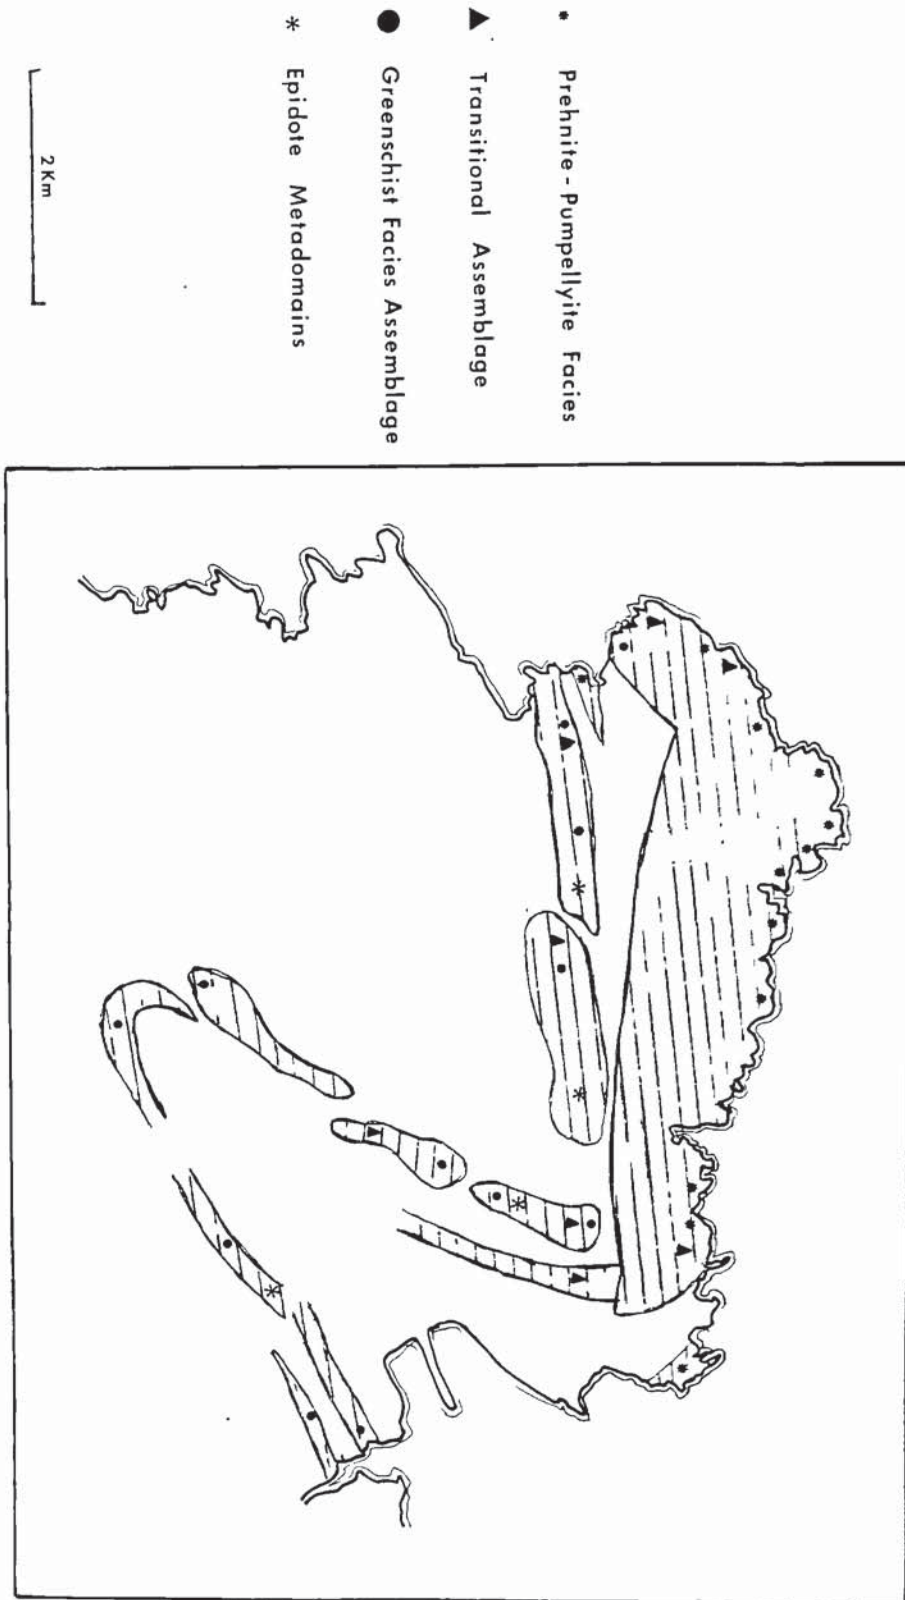 * Prehnite - Pumpellyite Facies
▲ Transitional Assemblage
● Greenschist Facies Assemblage
* Epidote Metadomains
2 Km